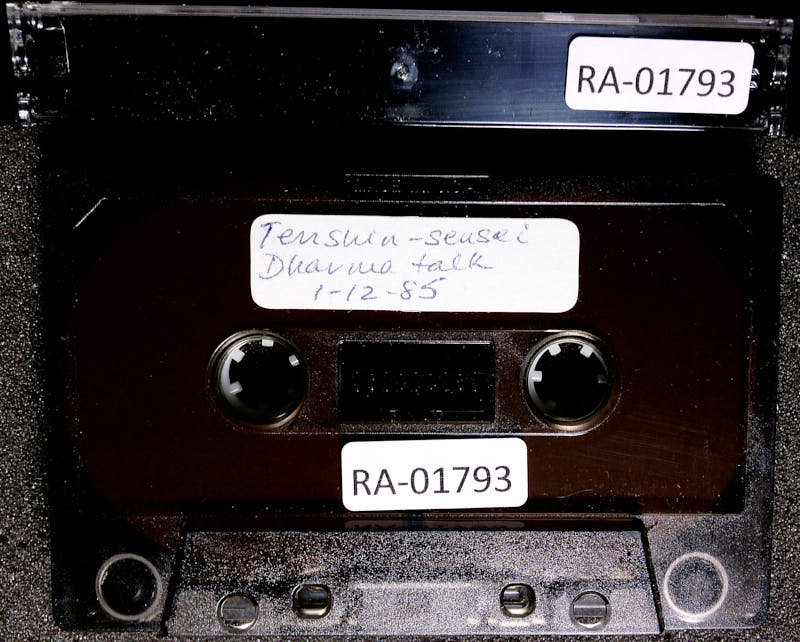 RA-01793
Tenshin-sensei
Dharma talk
1-12-85
RA-01793